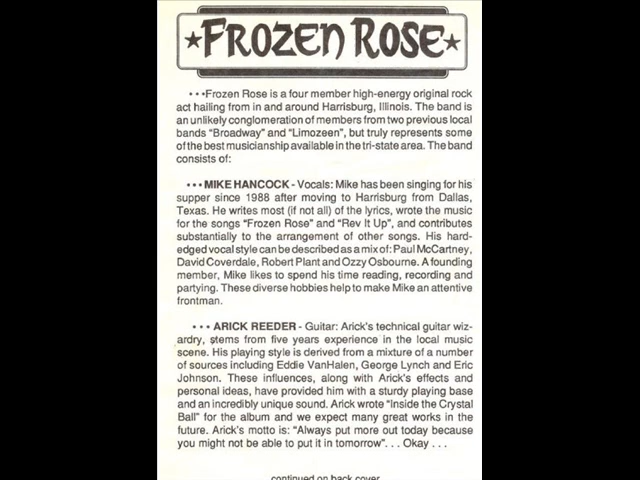 ★FROZEN ROSE★
•••Frozen Rose is a four member high-energy original rock
act hailing from in and around Harrisburg, Illinois. The band is
an unlikely conglomeration of members from two previous local
bands "Broadway" and "Limozeen", but truly represents some
of the best musicianship available in the tri-state area. The band
consists of:
•••MIKE HANCOCK - Vocals: Mike has been singing for his
supper since 1988 after moving to Harrisburg from Dallas,
Texas. He writes most (if not all) of the lyrics, wrote the music
for the songs "Frozen Rose" and "Rev It Up", and contributes
substantially to the arrangement of other songs. His hard-
edged vocal style can be described as a mix of: Paul McCartney,
David Coverdale, Robert Plant and Ozzy Osbourne. A founding
member, Mike likes to spend his time reading, recording and
partying. These diverse hobbies help to make Mike an attentive
frontman.
••• ARICK REEDER - Guitar: Arick's technical guitar wiz-
ardry, stems from five years experience in the local music
scene. His playing style is derived from a mixture of a number
of sources including Eddie VanHalen, George Lynch and Eric
Johnson. These influences, along with Arick's effects and
personal ideas, have provided him with a sturdy playing base
and an incredibly unique sound. Arick wrote "Inside the Crystal
Ball" for the album and we expect many great works in the
future. Arick's motto is: "Always put more out today because
you might not be able to put it in tomorrow". . . Okay . . .
continued on back cover